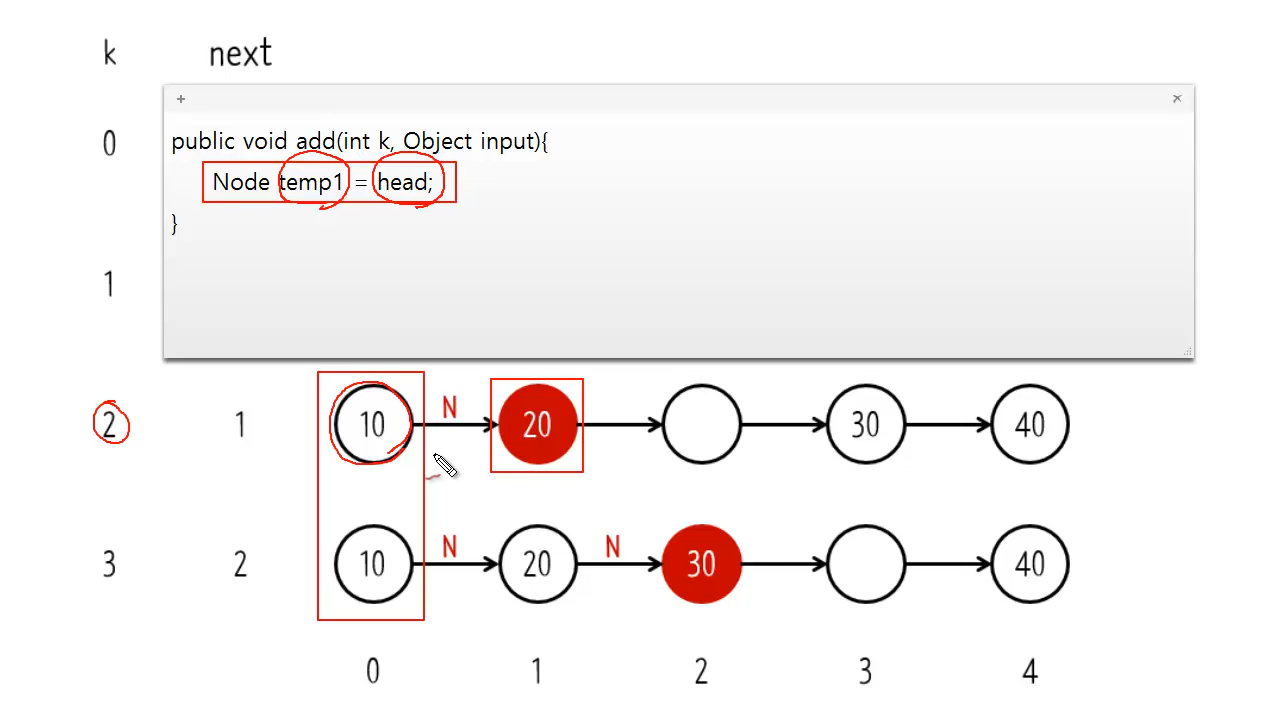 k next
+ ×
0 public void add(int k, Object input){
Node temp1 = head;
}
1
2 1 10 N 20 30 40
3 2 10 N 20 N 30 40
0 1 2 3 4